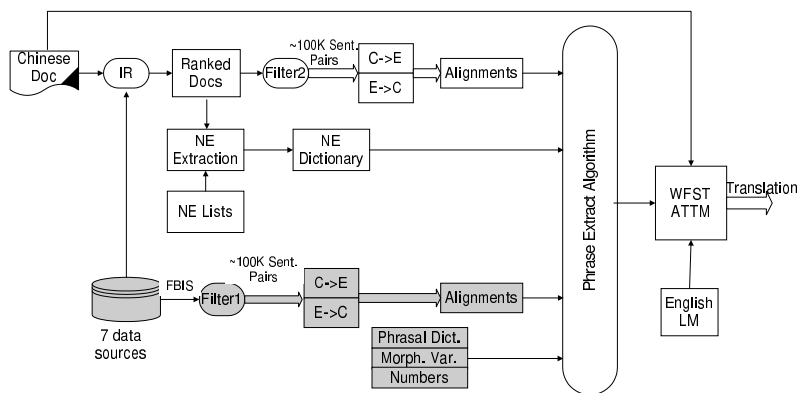 Chinese
Doc
IR
Ranked
Docs
Filter2
~100K Sent.
Pairs
C->E
E->C
Alignments
NE
Extraction
NE
Dictionary
NE Lists
Phrase Extract Algorithm
WFST
ATTM
Translation
English
LM
7 data
sources
FBIS
Filter1
~100K Sent.
Pairs
C->E
E->C
Alignments
Phrasal Dict.
Morph. Var.
Numbers